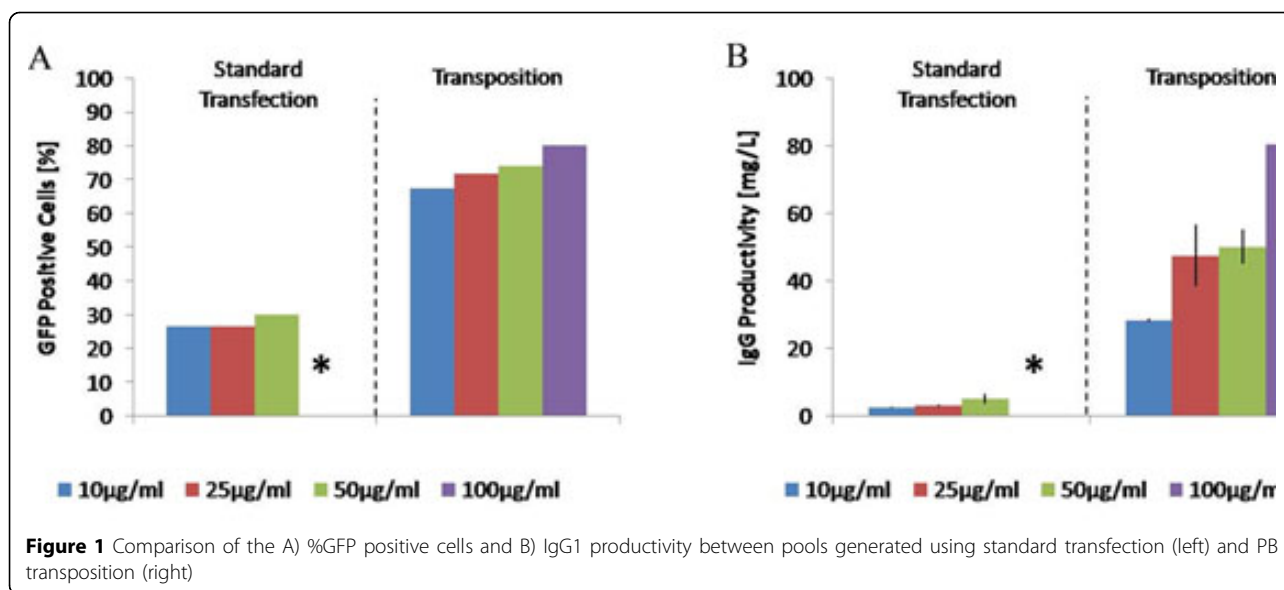 A
B
Standard
Transfection
Transposition
Standard
Transfection
Transposition
GFP Positive Cells [%]
100
90
80
70
60
50
40
30
20
10
0
*
IgG Productivity [mg/L]
100
80
60
40
20
0
*
10µg/ml 25µg/ml 50µg/ml 100µg/ml
10µg/ml 25µg/ml 50µg/ml 100µg/m
Figure 1 Comparison of the A) %GFP positive cells and B) IgG1 productivity between pools generated using standard transfection (left) and PB
transposition (right)